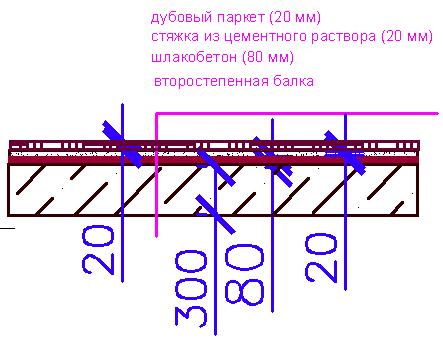 дубовый паркет (20 мм)
стяжка из цементного раствора (20 мм)
шлакобетон (80 мм)
второстепенная балка
20
300
80
20